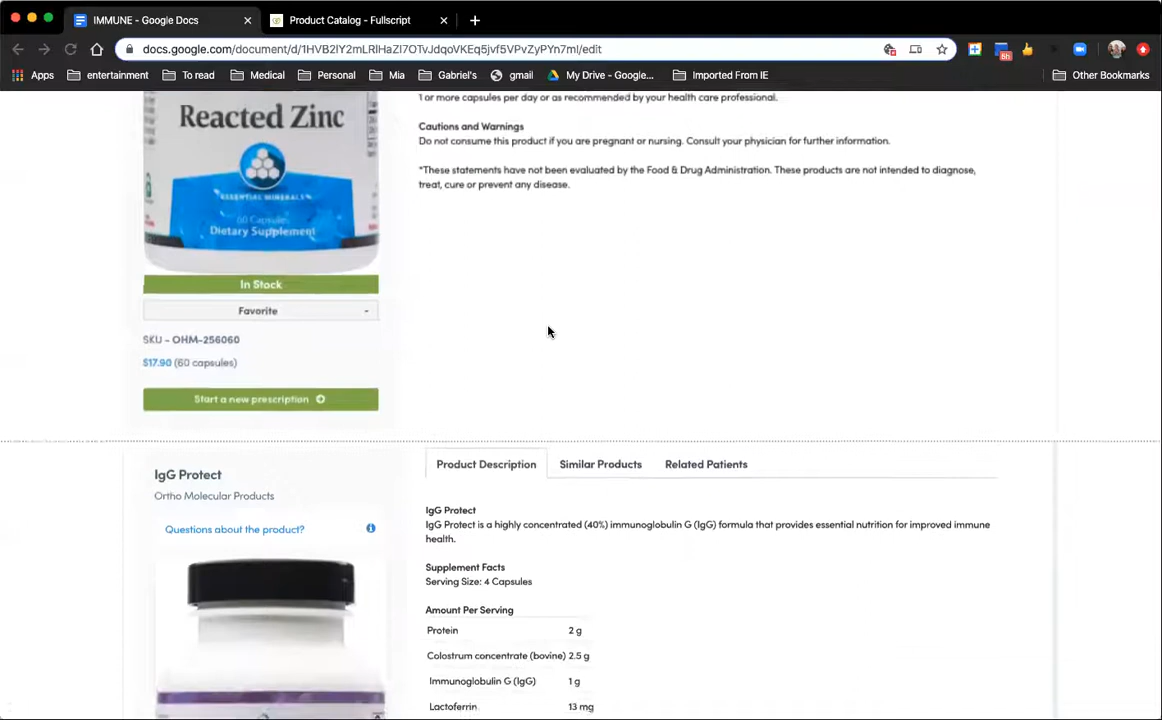 IMMUNE - Google Docs
Product Catalog - Fullscript
docs.google.com/document/d/1HVB2lY2mLRlHaZl7OTvJdqoVKEq5jvf5VPvZyPYn7mI/edit
6h
Apps entertainment To read Medical Personal Mia Gabriel's gmail My Drive - Google... Imported From IE Other Bookmarks
Reacted Zinc
ESSENTIAL MINERALS
60 Capsules
Dietary Supplement
In Stock
Favorite
SKU - OHM-256060
$17.90 (60 capsules)
Start a new prescription
1 or more capsules per day or as recommended by your health care professional.
Cautions and Warnings
Do not consume this product if you are pregnant or nursing. Consult your physician for further information.
*These statements have not been evaluated by the Food & Drug Administration. These products are not intended to diagnose,
treat, cure or prevent any disease.
IgG Protect
Ortho Molecular Products
Questions about the product?
Product Description Similar Products Related Patients
IgG Protect
IgG Protect is a highly concentrated (40%) immunoglobulin G (IgG) formula that provides essential nutrition for improved immune
health.
Supplement Facts
Serving Size: 4 Capsules
Amount Per Serving
Protein 2 g
Colostrum concentrate (bovine) 2.5 g
Immunoglobulin G (IgG) 1 g
Lactoferrin 13 mg